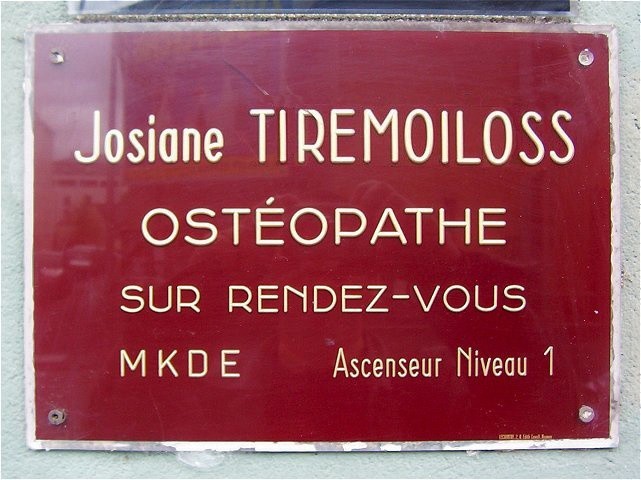 Josiane TIREMOILOSS
OSTÉOPATHE
SUR RENDEZ-VOUS
MKDE Ascenseur Niveau 1